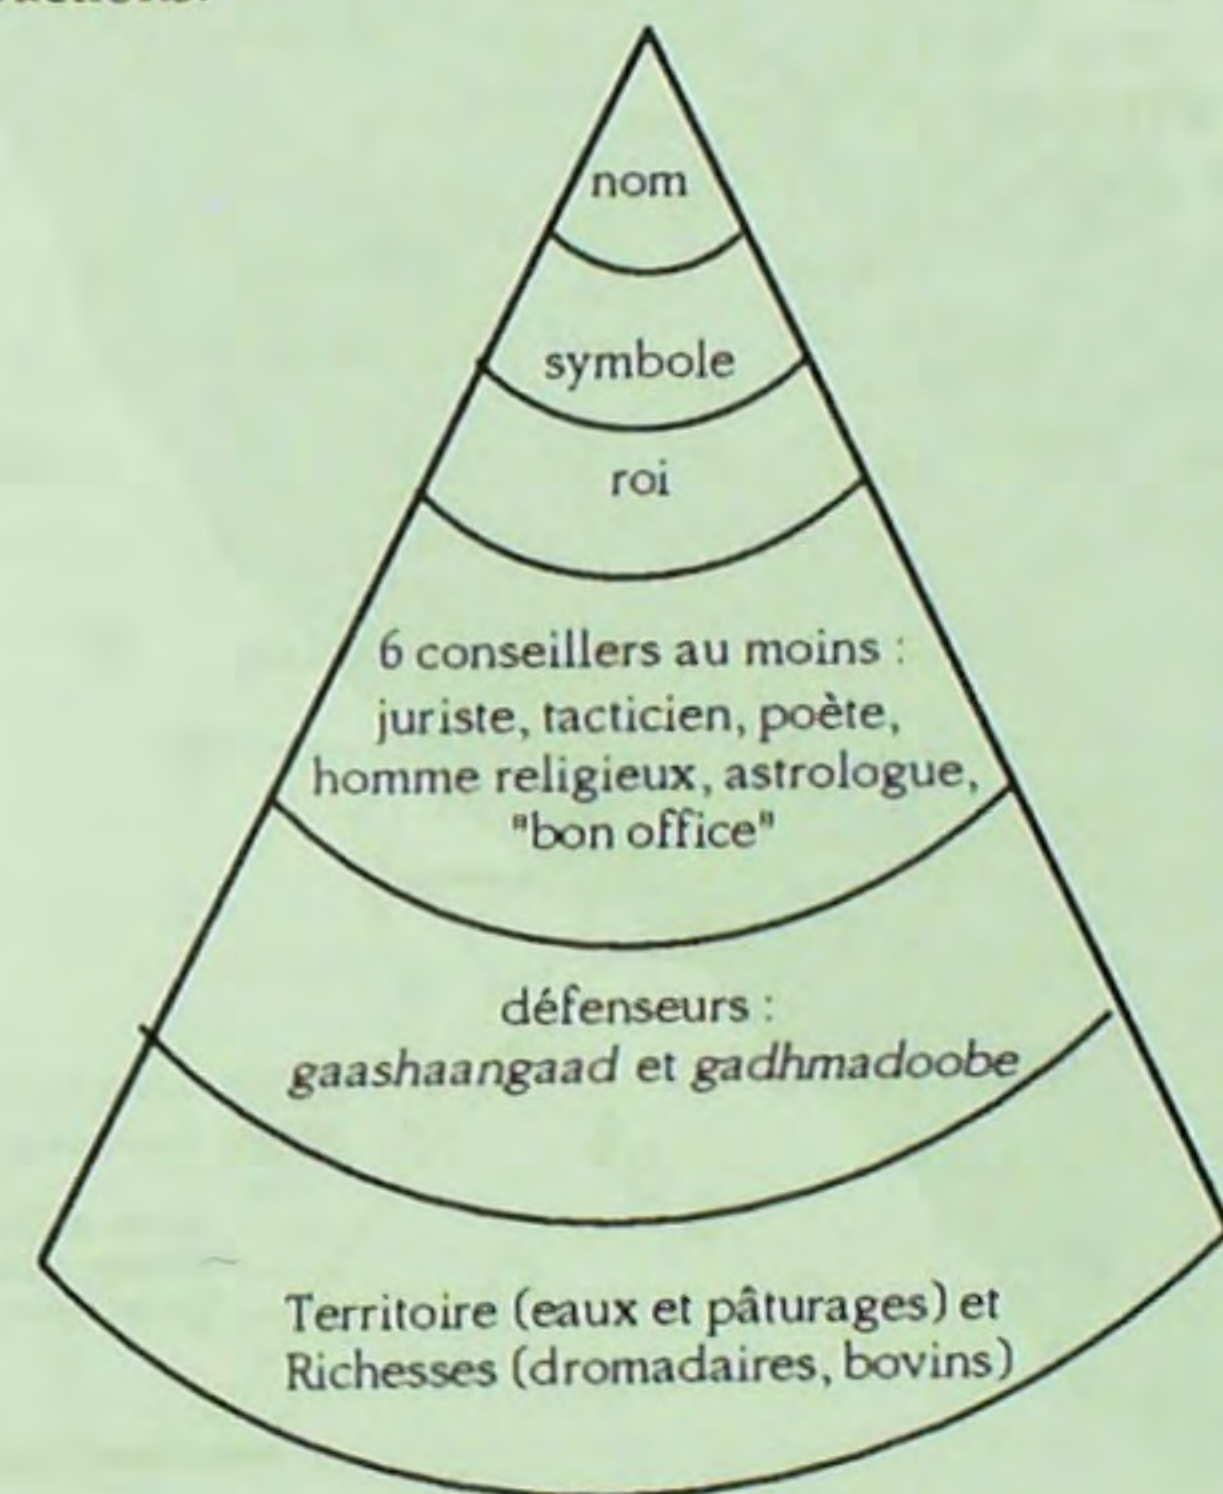 nom
symbole
roi
6 conseillers au moins :
juriste, tacticien, poète,
homme religieux, astrologue,
"bon office"
défenseurs :
gaashaangaad et gadhmadoobe
Territoire (eaux et pâturages) et
Richesses (dromadaires, bovins)